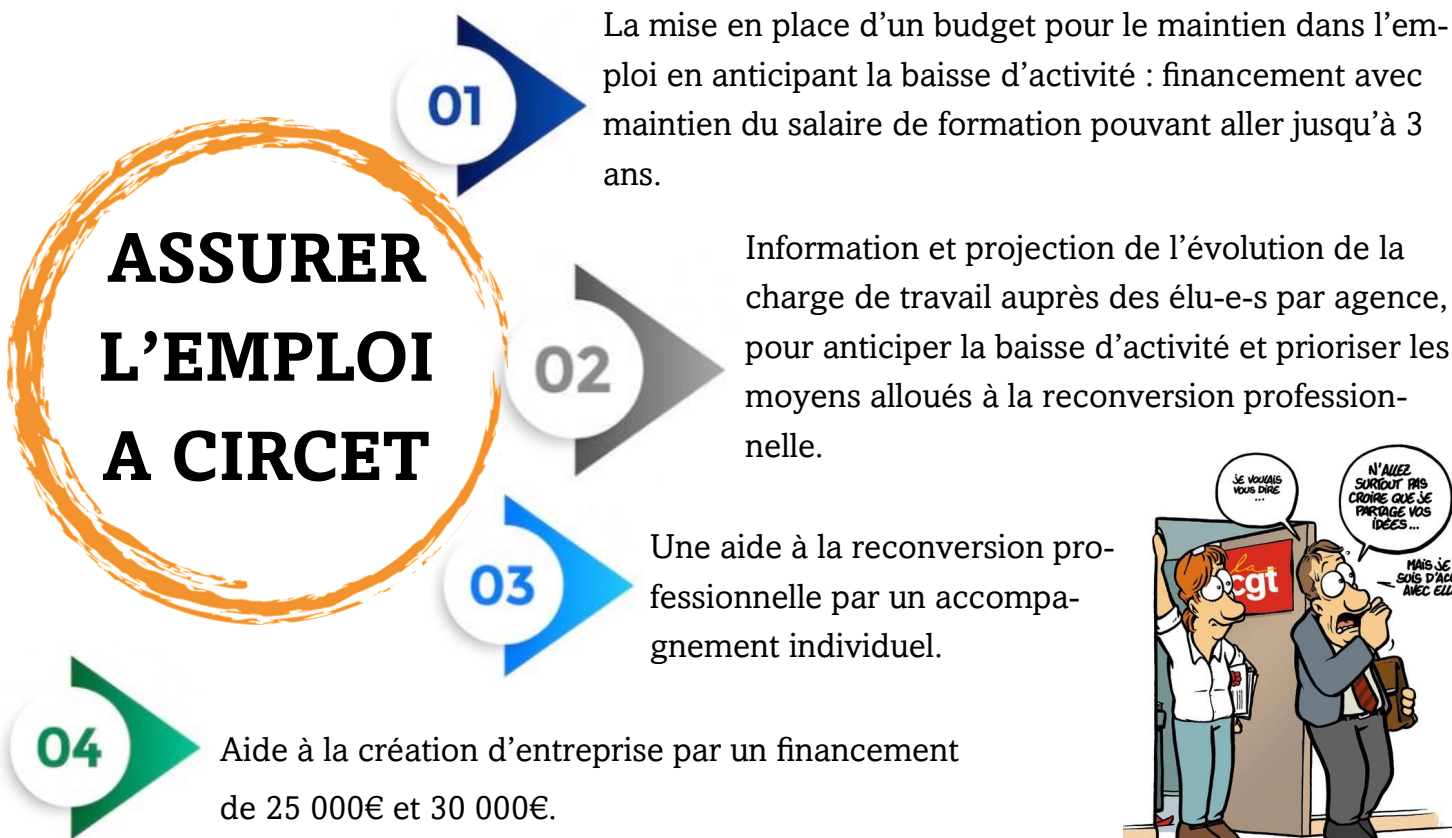 01
La mise en place d’un budget pour le maintien dans l’em-
ploi en anticipant la baisse d’activité : financement avec
maintien du salaire de formation pouvant aller jusqu’à 3
ans.
ASSURER
L’EMPLOI
A CIRCET
02
Information et projection de l’évolution de la
charge de travail auprès des élu-e-s par agence,
pour anticiper la baisse d’activité et prioriser les
moyens alloués à la reconversion profession-
nelle.
03
Une aide à la reconversion pro-
fessionnelle par un accompa-
gnement individuel.
JE VOULAIS
VOUS DIRE
...
N'ALLEZ
SURTOUT PAS
CROIRE QUE JE
PARTAGE VOS
IDÉES...
MAIS JE
SUIS
AVEC
la
cgt
04
Aide à la création d’entreprise par un financement
de 25 000€ et 30 000€.